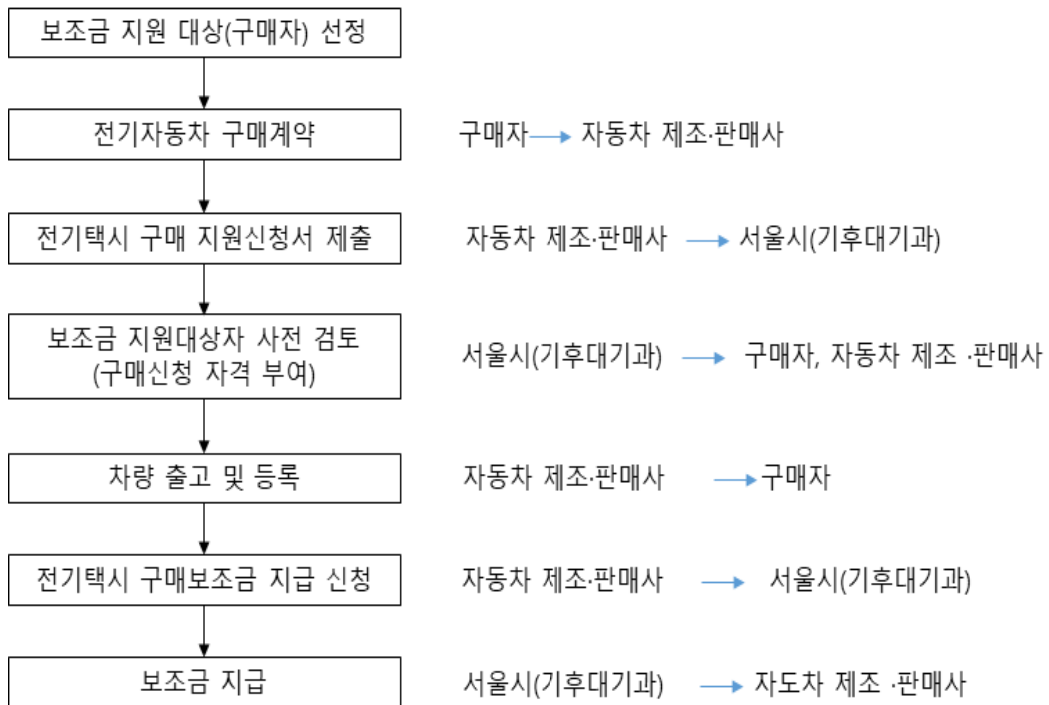 보조금 지원 대상(구매자) 선정
전기자동차 구매계약
구매자 → 자동차 제조·판매사
전기택시 구매 지원신청서 제출
자동차 제조·판매사 → 서울시(기후대기과)
보조금 지원대상자 사전 검토
(구매신청 자격 부여)
서울시(기후대기과) → 구매자, 자동차 제조 ·판매사
차량 출고 및 등록
자동차 제조·판매사 → 구매자
전기택시 구매보조금 지급 신청
자동차 제조·판매사 → 서울시(기후대기과)
보조금 지급
서울시(기후대기과) → 자도차 제조 ·판매사